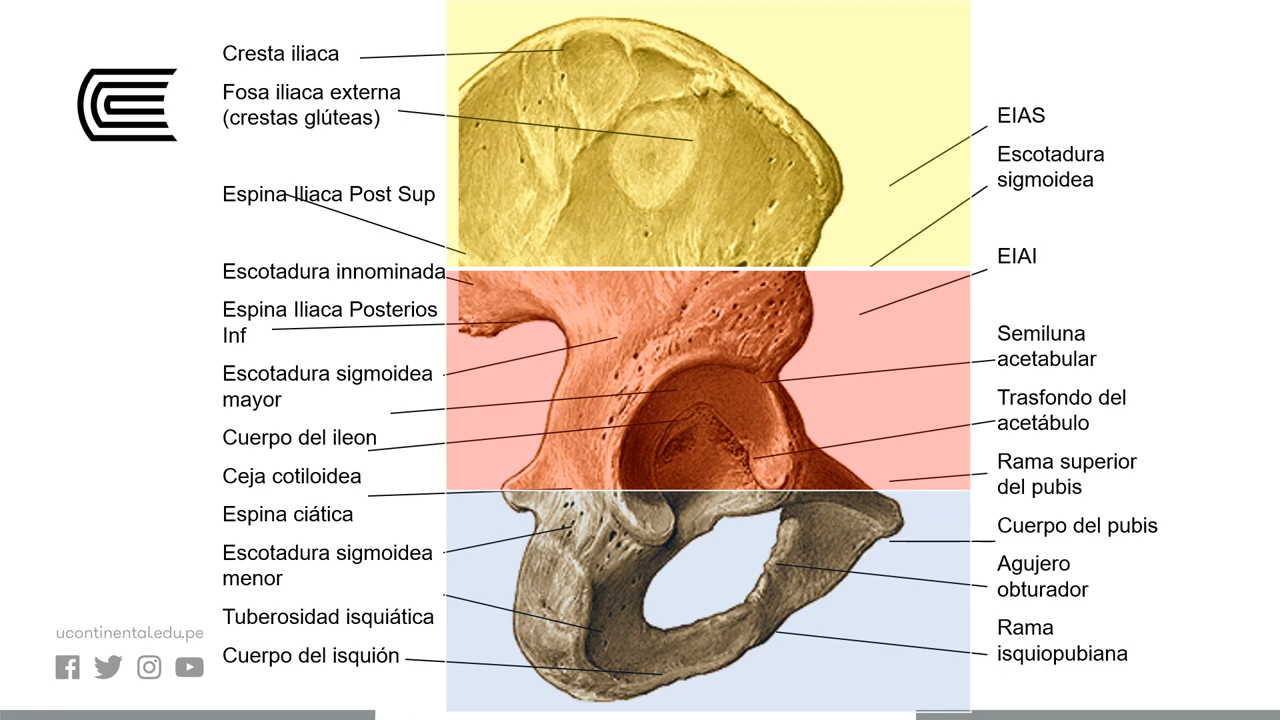 Cresta iliaca
Fosa iliaca externa
(crestas glúteas)
Espina Iliaca Post Sup
Escotadura innominada
Espina Iliaca Posterios
Inf
Escotadura sigmoidea
mayor
Cuerpo del ileon
Ceja cotiloidea
Espina ciática
Escotadura sigmoidea
menor
Tuberosidad isquiática
Cuerpo del isquión
EIAS
Escotadura
sigmoidea
EIAI
Semiluna
acetabular
Trasfondo del
acetábulo
Rama superior
del pubis
Cuerpo del pubis
Agujero
obturador
Rama
isquiopubiana
ucontinental.edu.pe